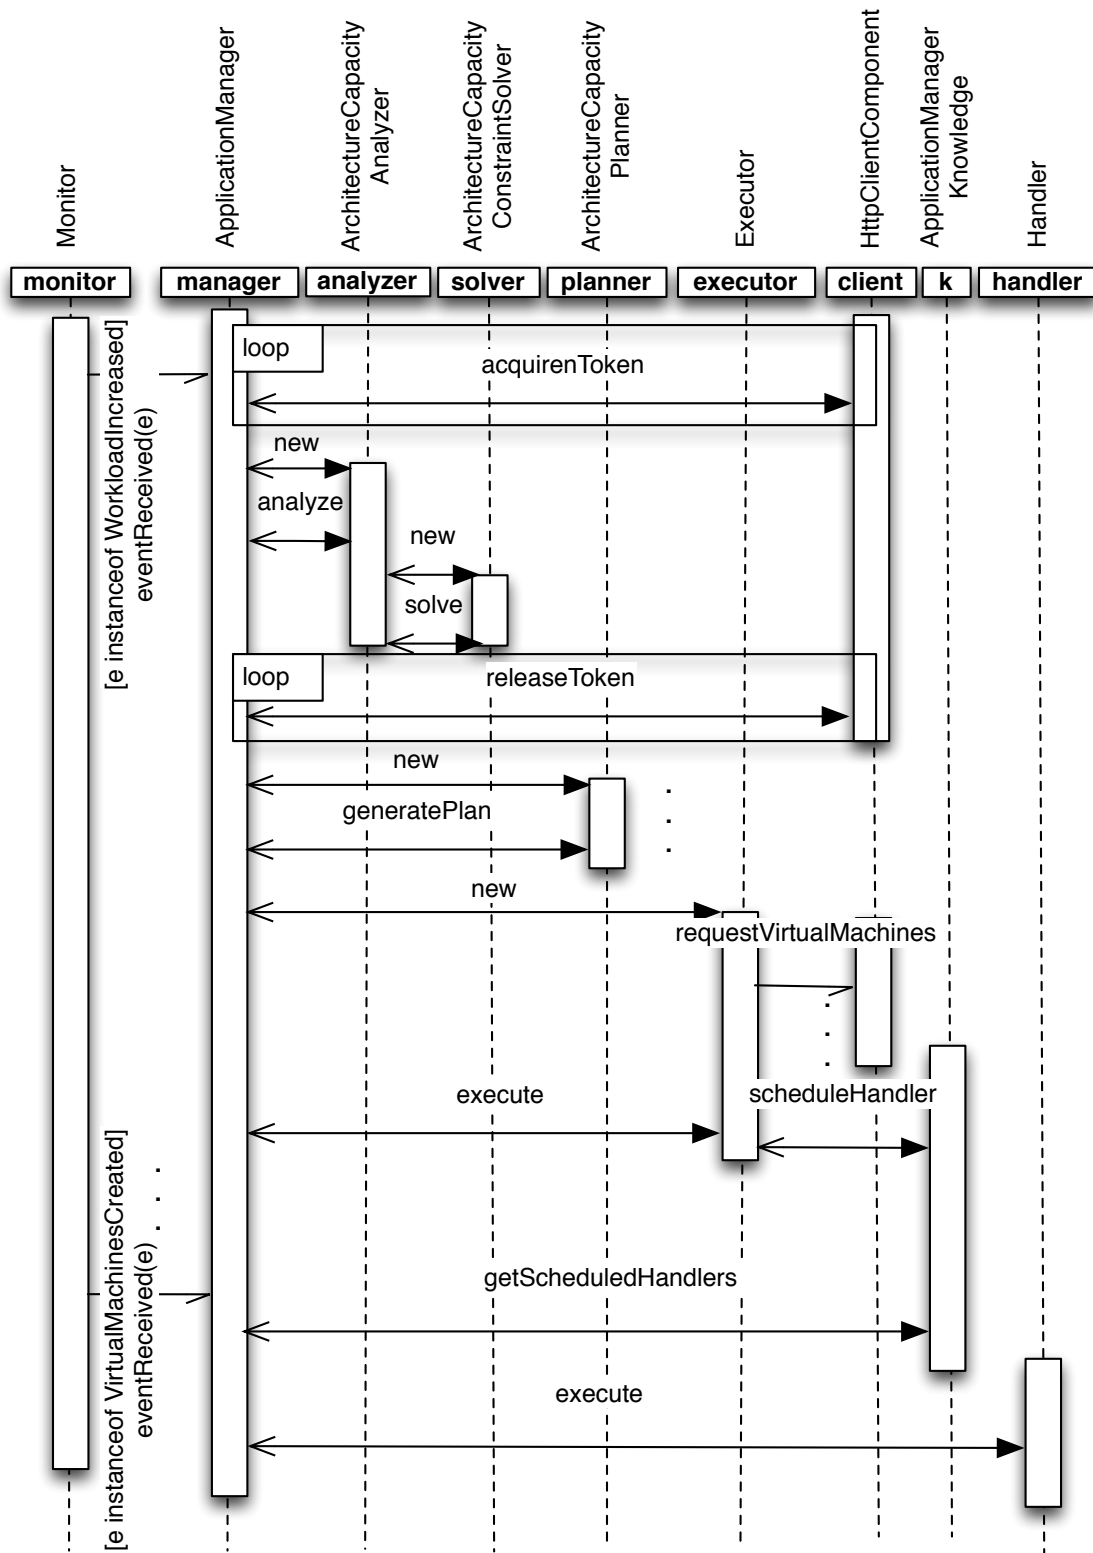 Monitor
ApplicationManager
ArchitectureCapacity
Analyzer
ArchitectureCapacity
ConstraintSolver
ArchitectureCapacity
Planner
Executor
HttpClientComponent
ApplicationManager
Knowledge
Handler
monitor
manager
analyzer
solver
planner
executor
client
k
handler
[e instanceof WorkloadIncreased]
eventReceived(e)
loop
acquirenToken
new
analyze
new
solve
loop
releaseToken
new
generatePlan
new
requestVirtualMachines
execute
scheduleHandler
[e instanceof VirtualMachinesCreated]
eventReceived(e)
getScheduledHandlers
execute